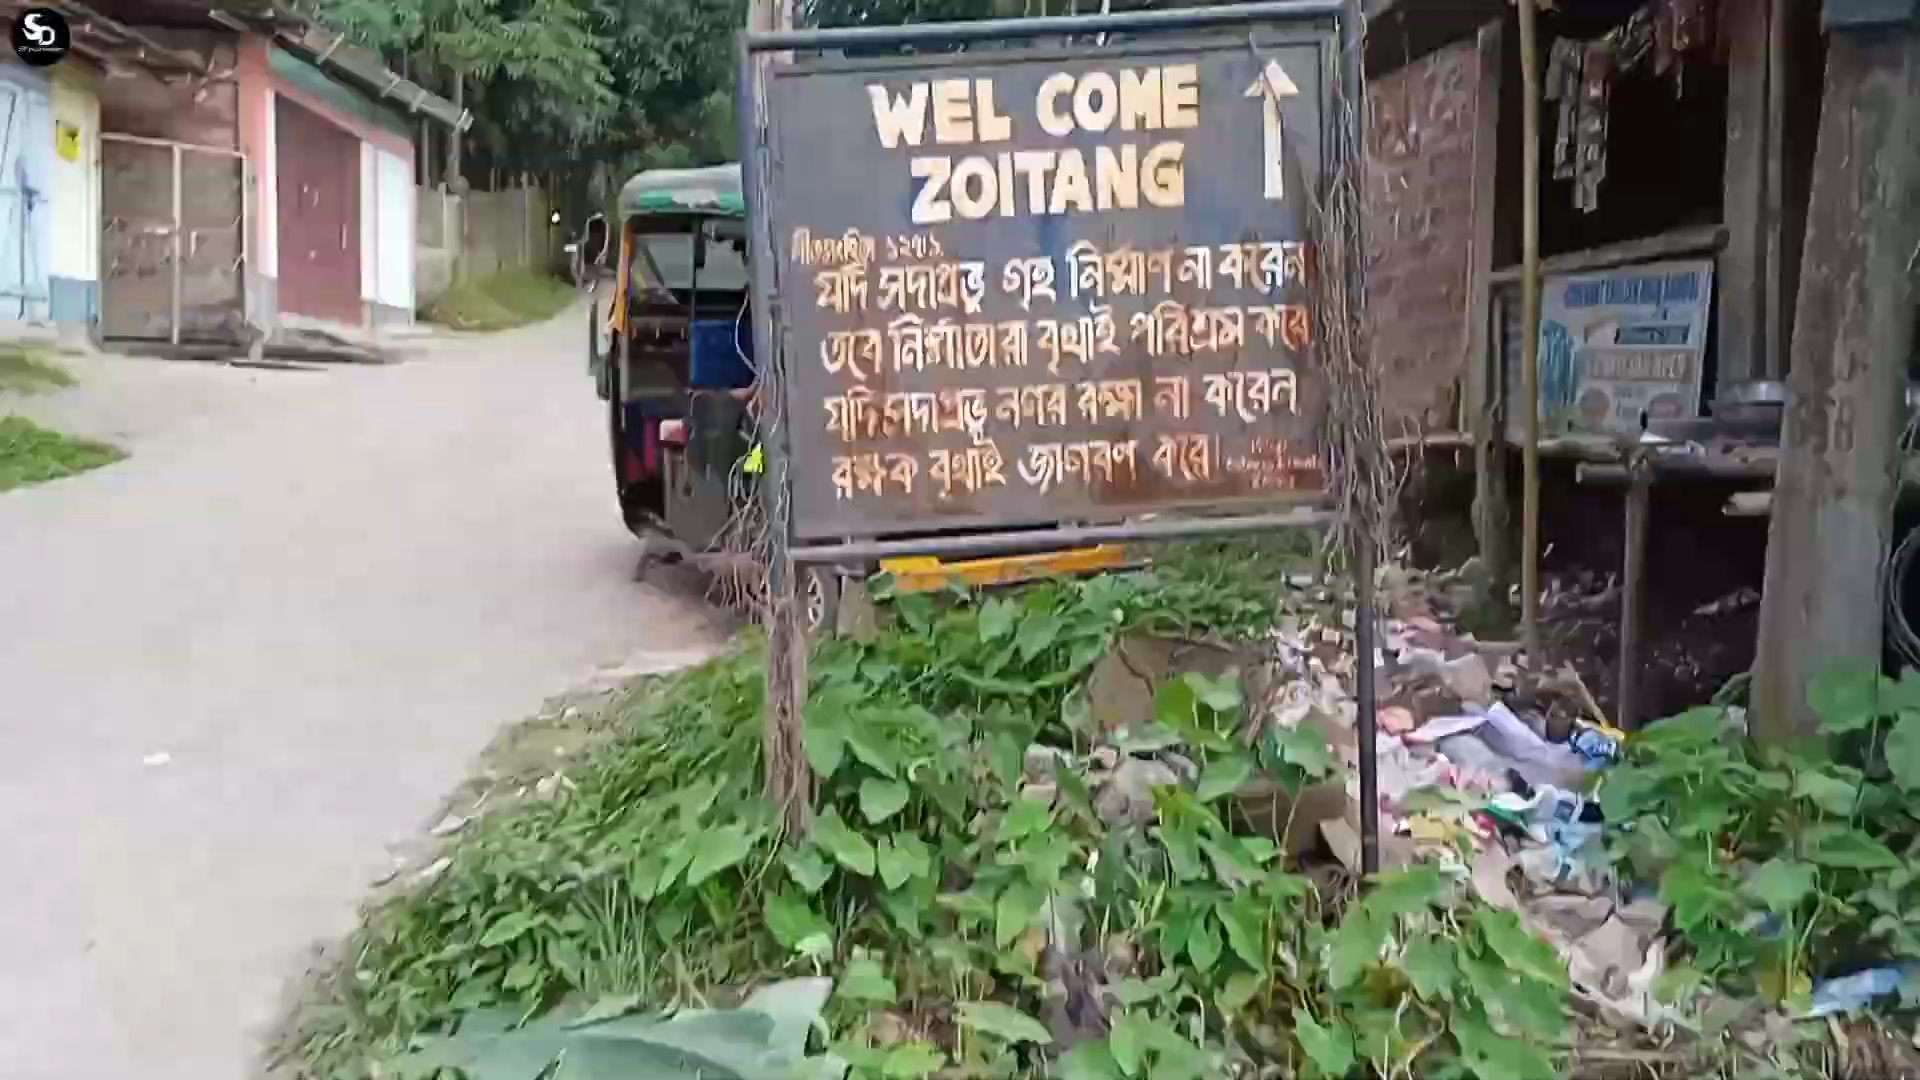 SD
WEL COME
ZOITANG
গীতসংহিতা ১২৭:১
যদি সদাপ্রভু গৃহ নির্ম্মাণ না করেন
তবে নির্ম্মাতারা বৃথাই পরিশ্রম করে
যদি সদাপ্রভু নগর রক্ষা না করেন
রক্ষক বৃথাই জাগরণ করে।